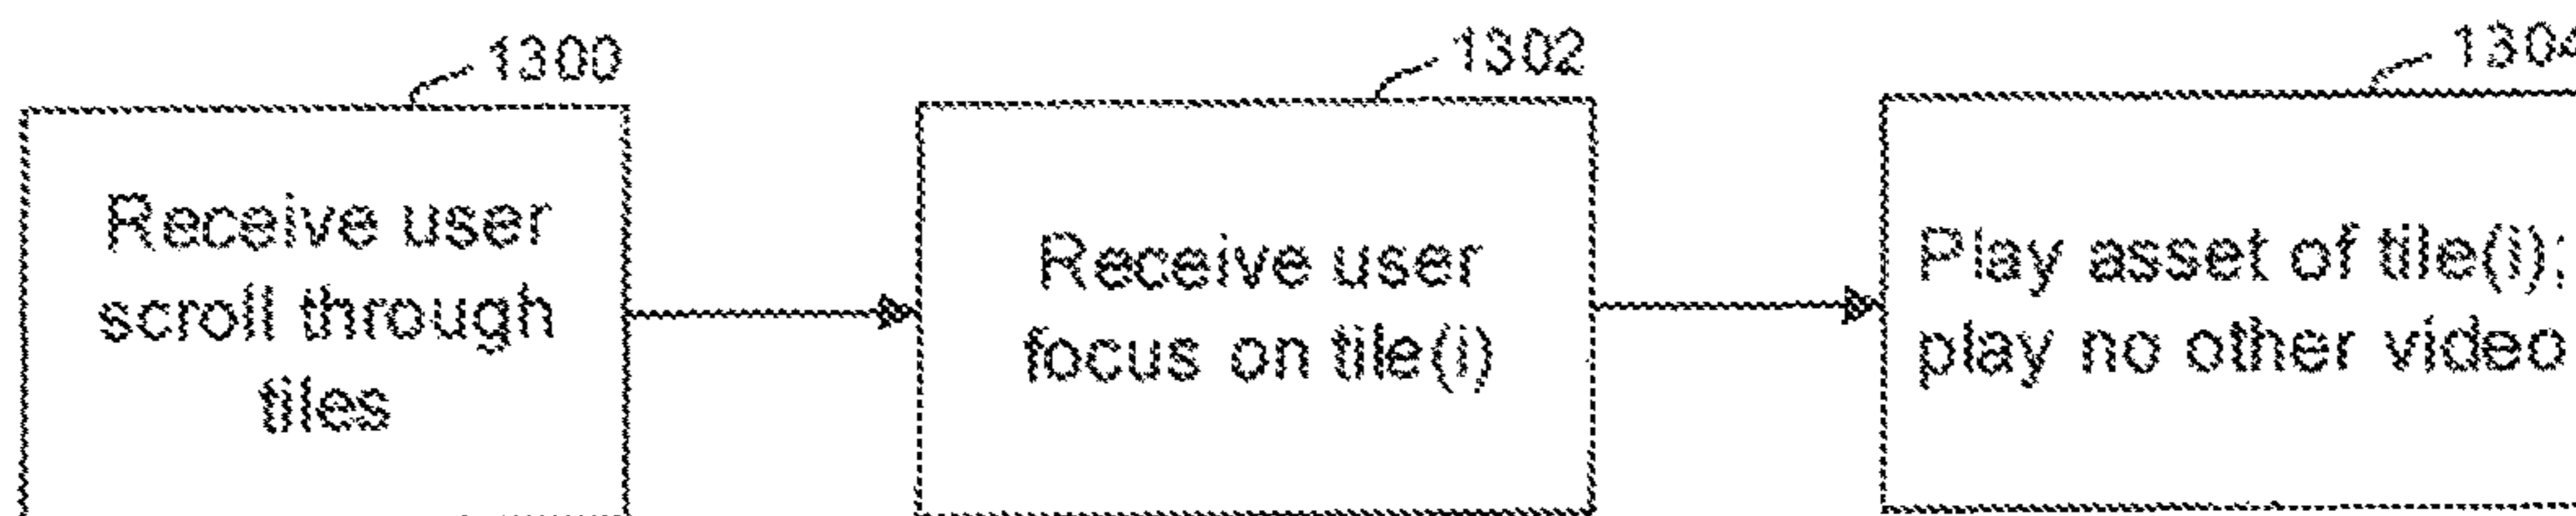 1300
Receive user
scroll through
tiles
1302
Receive user
focus on tile(i)
1304
Play asset of tile(i);
play no other video